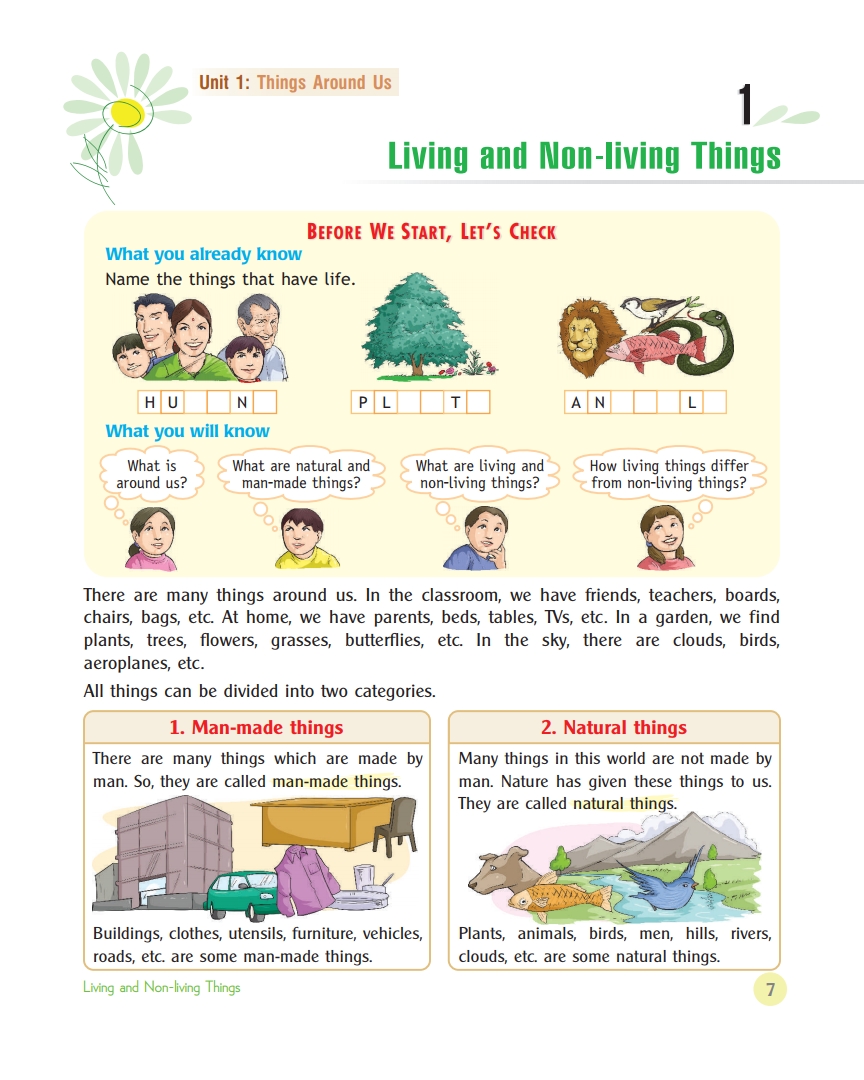 Unit 1: Things Around Us
1
Living and Non-living Things
BEFORE WE START, LET'S CHECK
What you already know
Name the things that have life.
H U N
P L T
A N L
What you will know
What is
around us?
What are natural and
man-made things?
What are living and
non-living things?
How living things differ
from non-living things?
There are many things around us. In the classroom, we have friends, teachers, boards,
chairs, bags, etc. At home, we have parents, beds, tables, TVs, etc. In a garden, we find
plants, trees, flowers, grasses, butterflies, etc. In the sky, there are clouds, birds,
aeroplanes, etc.
All things can be divided into two categories.
1. Man-made things
There are many things which are made by
man. So, they are called man-made things.
Buildings, clothes, utensils, furniture, vehicles,
roads, etc. are some man-made things.
2. Natural things
Many things in this world are not made by
man. Nature has given these things to us.
They are called natural things.
Plants, animals, birds, men, hills, rivers,
clouds, etc. are some natural things.
Living and Non-living Things
7